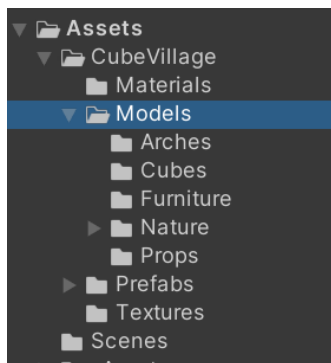 Assets
CubeVillage
Materials
Models
Arches
Cubes
Furniture
Nature
Props
Prefabs
Textures
Scenes